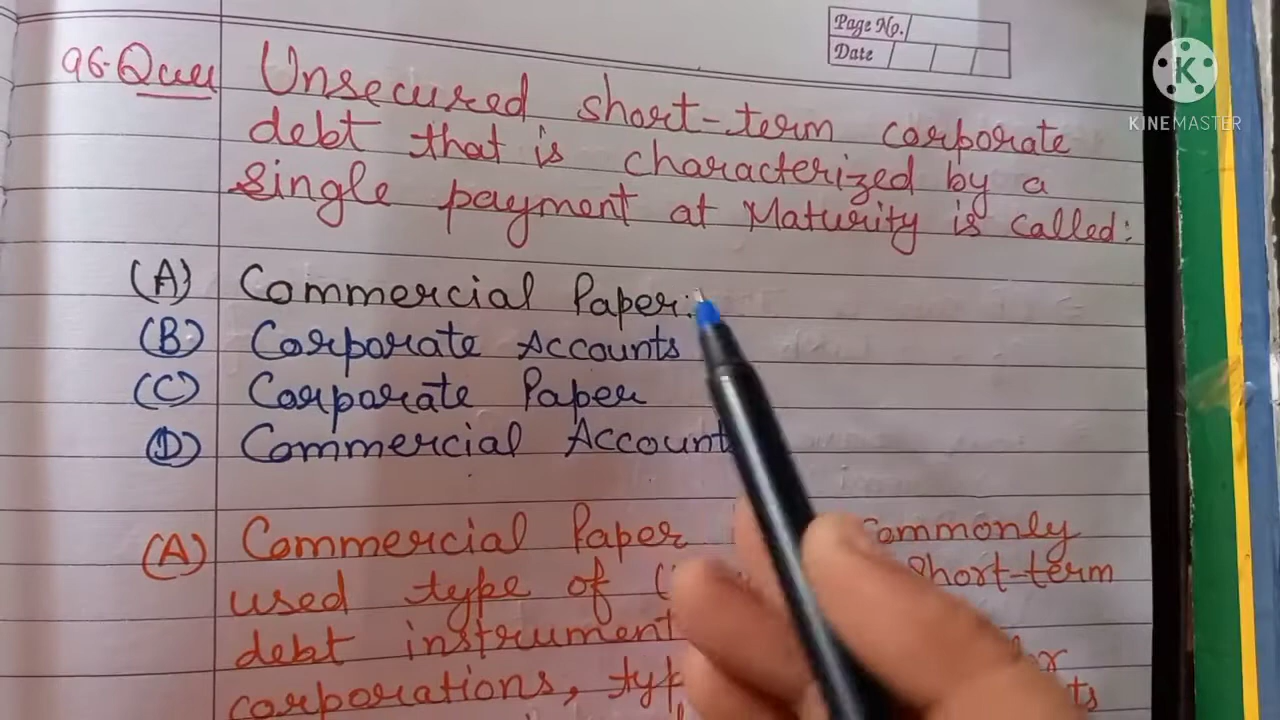 Page No.
Date
KINEMASTER
96. Que Unsecured short-term corporate
debt that is characterized by a
single payment at Maturity is called:
(A) Commercial Paper.
(B) Corporate Accounts
(C) Corporate Paper
(D) Commercial Account
(A) Commercial Paper commonly
used type of short-term
debt instrument
corporations,